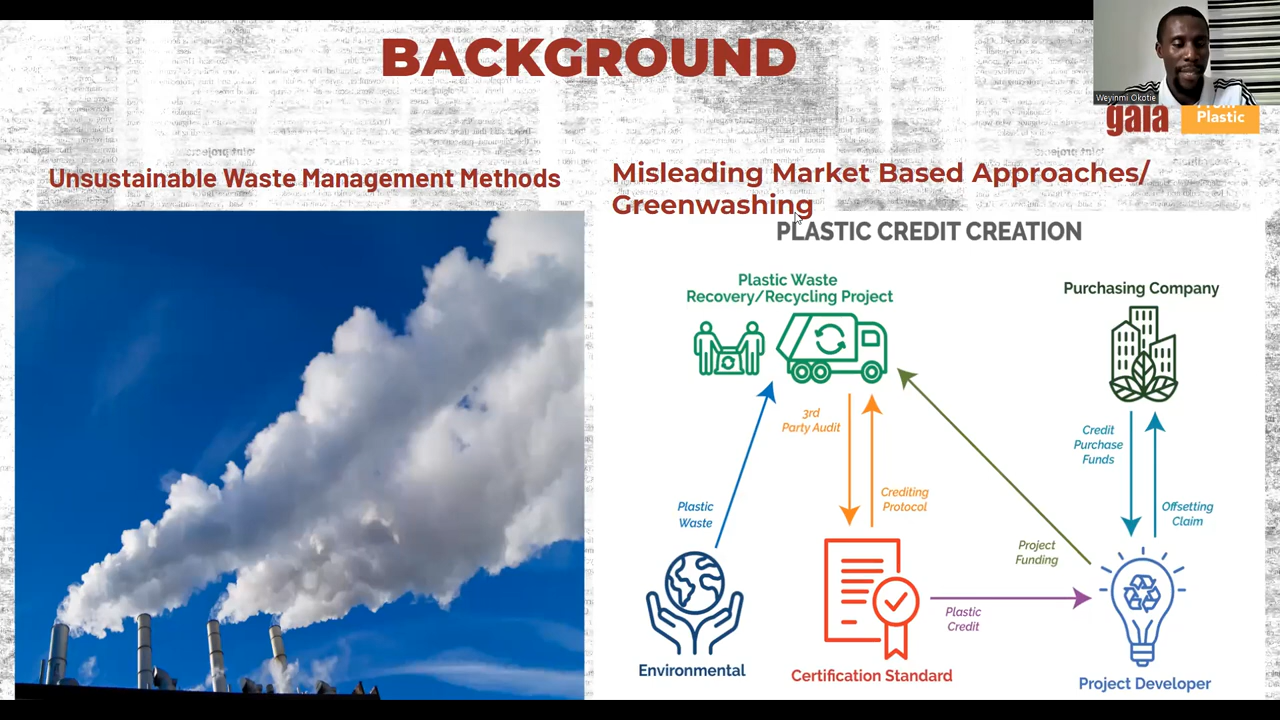 BACKGROUND
Weyinmi Okotie
gaia
Plastic
Unsustainable Waste Management Methods
Misleading Market Based Approaches/
Greenwashing
PLASTIC CREDIT CREATION
Plastic Waste
Recovery/Recycling Project
Purchasing Company
3rd
Party Audit
Credit
Purchase
Funds
Plastic
Waste
Crediting
Protocol
Offsetting
Claim
Project
Funding
Plastic
Credit
Environmental
Certification Standard
Project Developer